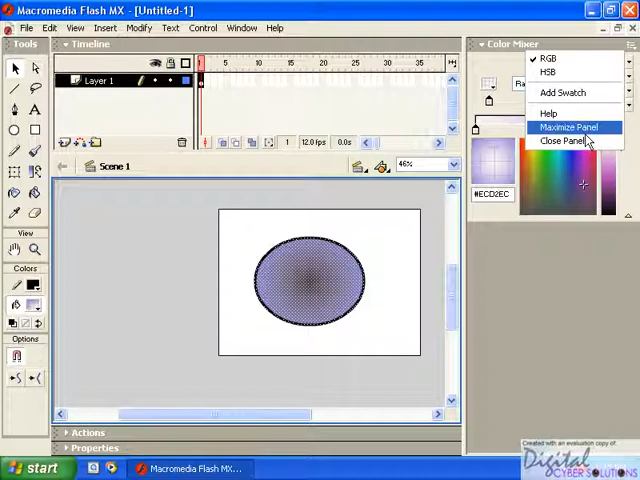 Macromedia Flash MX - [Untitled-1]
File Edit View Insert Modify Text Control Window Help
Tools
Timeline
Color Mixer
1 5 10 15 20 25 30 35
Layer 1
1 12.0 fps 0.0s
Scene 1
46%
RGB
HSB
Add Swatch
Help
Maximize Panel
Close Panel
Ra
#ECD2EC
View
Colors
Options
Actions
Properties
start
Macromedia Flash MX...
Created with an evaluation copy of:
Digital
CYBER SOLUTIONS